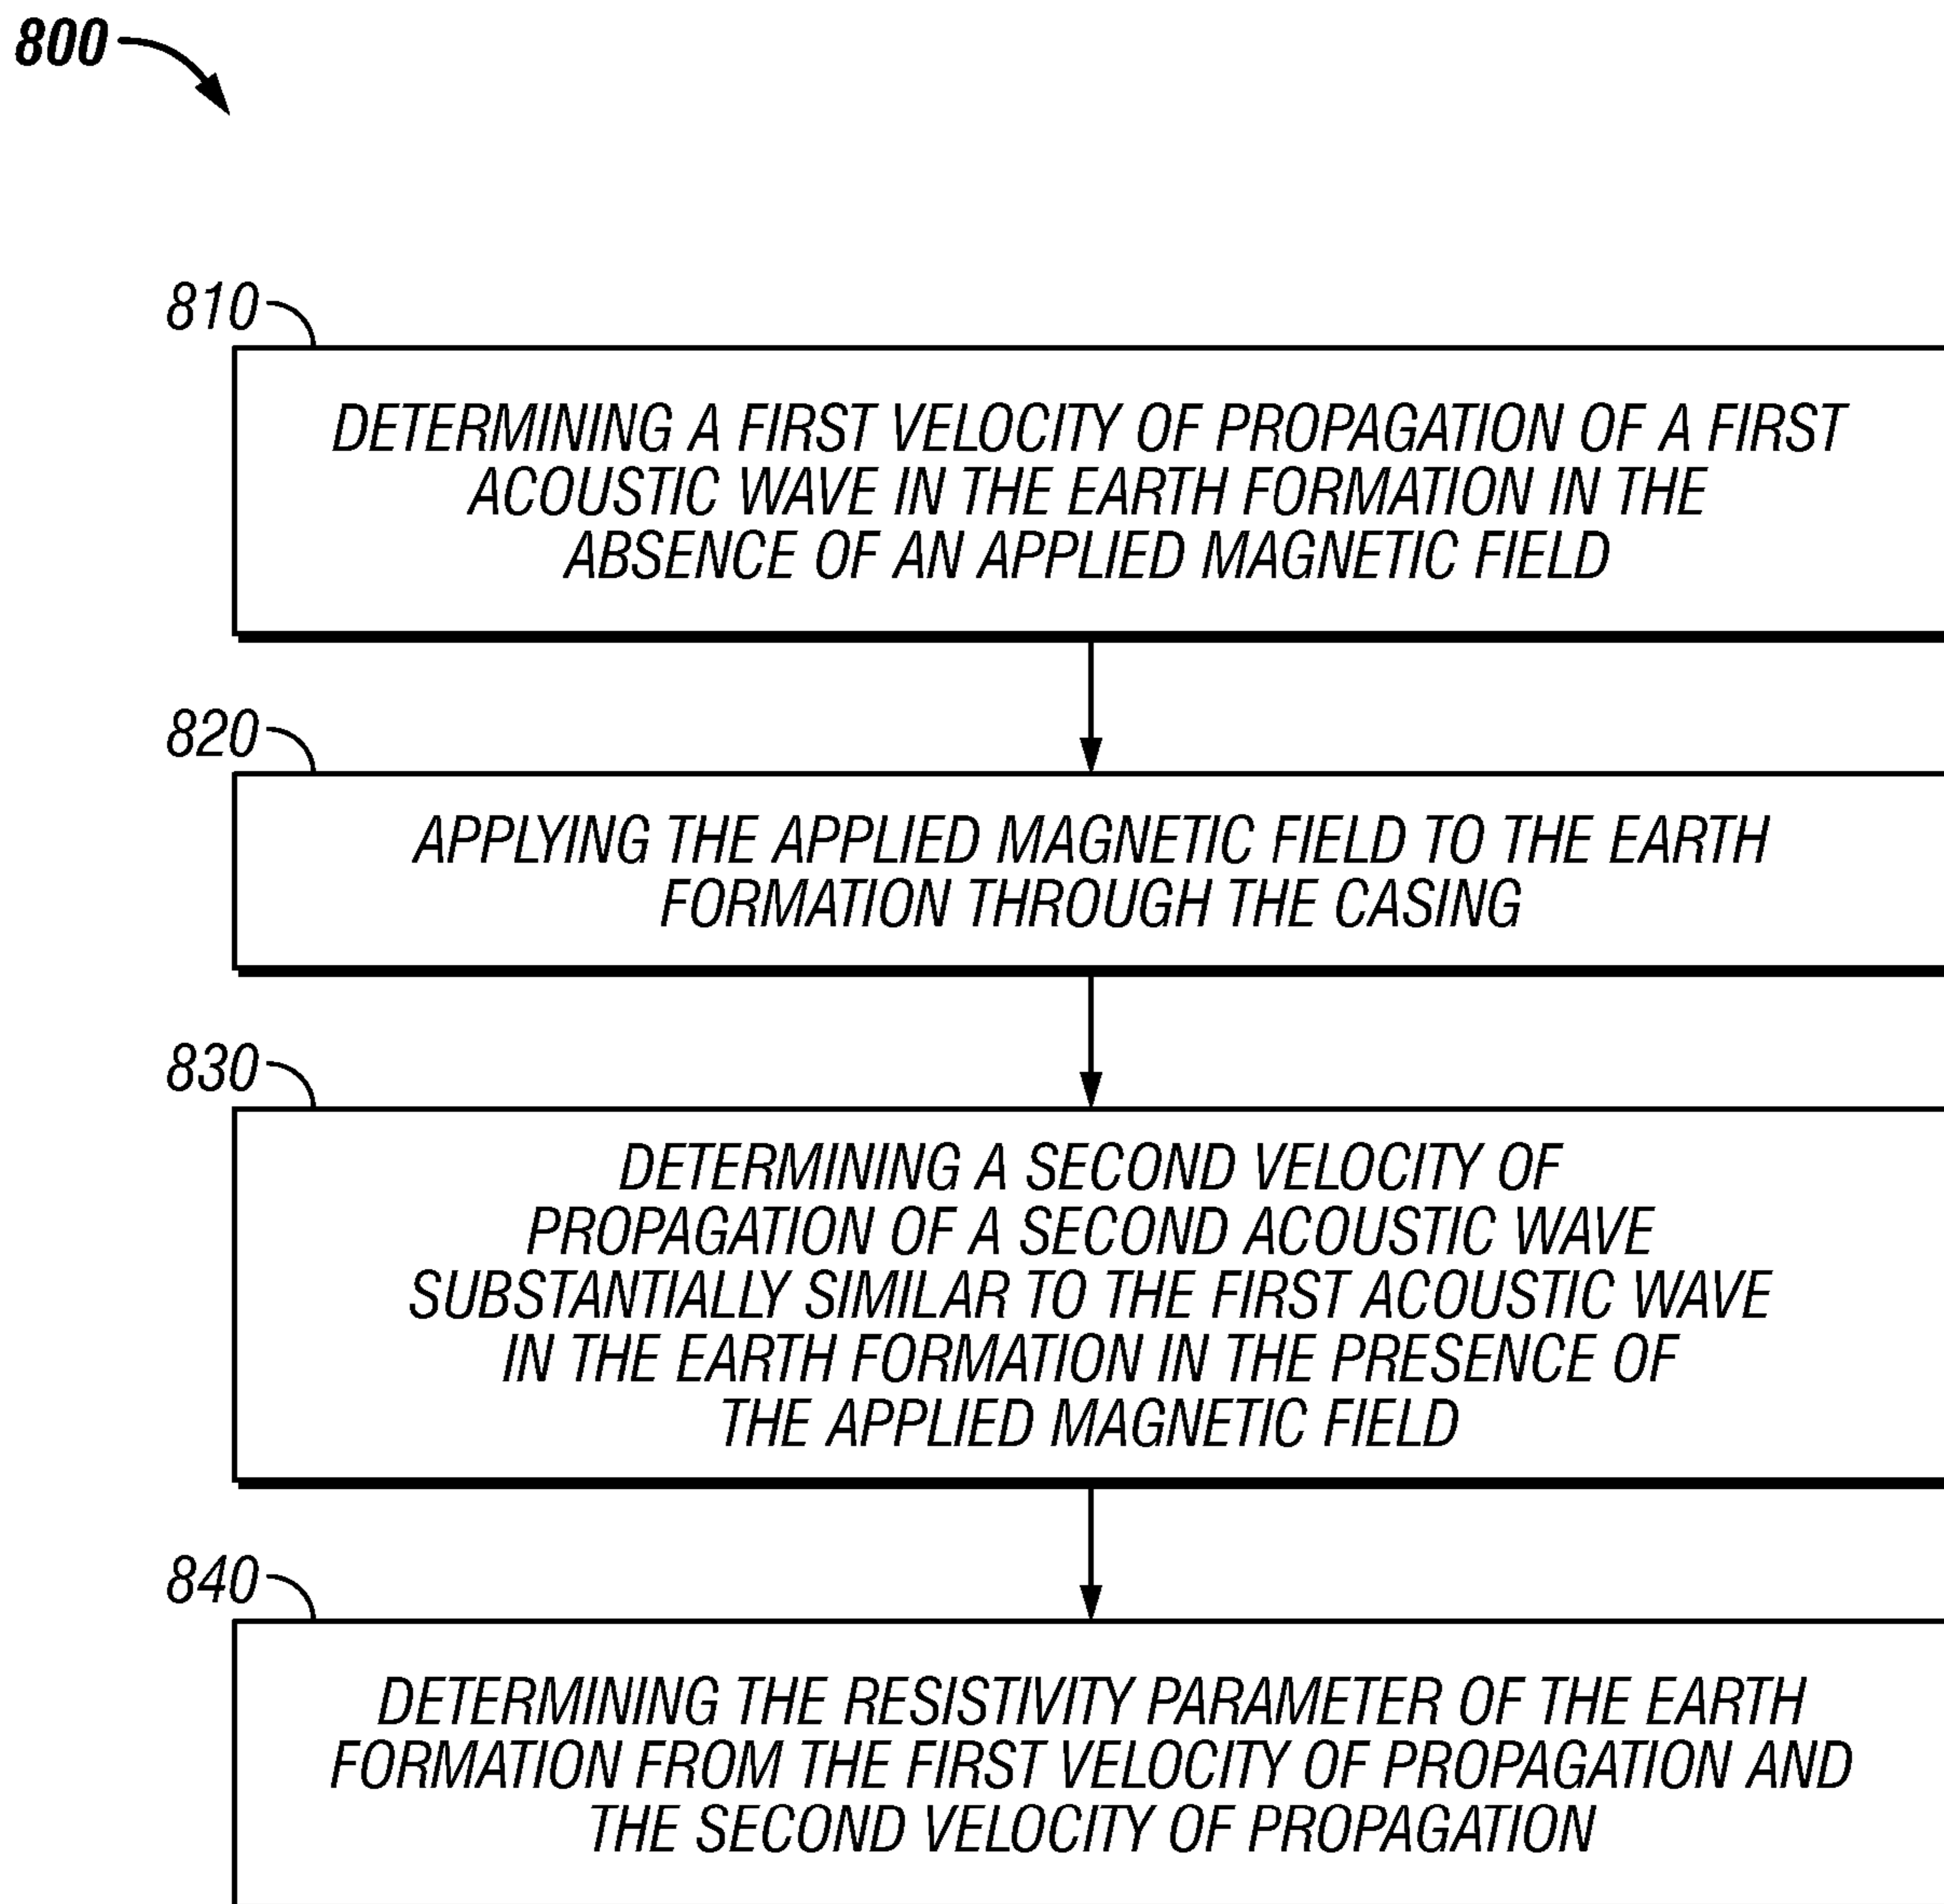 800
810
DETERMINING A FIRST VELOCITY OF PROPAGATION OF A FIRST
ACOUSTIC WAVE IN THE EARTH FORMATION IN THE
ABSENCE OF AN APPLIED MAGNETIC FIELD
820
APPLYING THE APPLIED MAGNETIC FIELD TO THE EARTH
FORMATION THROUGH THE CASING
830
DETERMINING A SECOND VELOCITY OF
PROPAGATION OF A SECOND ACOUSTIC WAVE
SUBSTANTIALLY SIMILAR TO THE FIRST ACOUSTIC WAVE
IN THE EARTH FORMATION IN THE PRESENCE OF
THE APPLIED MAGNETIC FIELD
840
DETERMINING THE RESISTIVITY PARAMETER OF THE EARTH
FORMATION FROM THE FIRST VELOCITY OF PROPAGATION AND
THE SECOND VELOCITY OF PROPAGATION